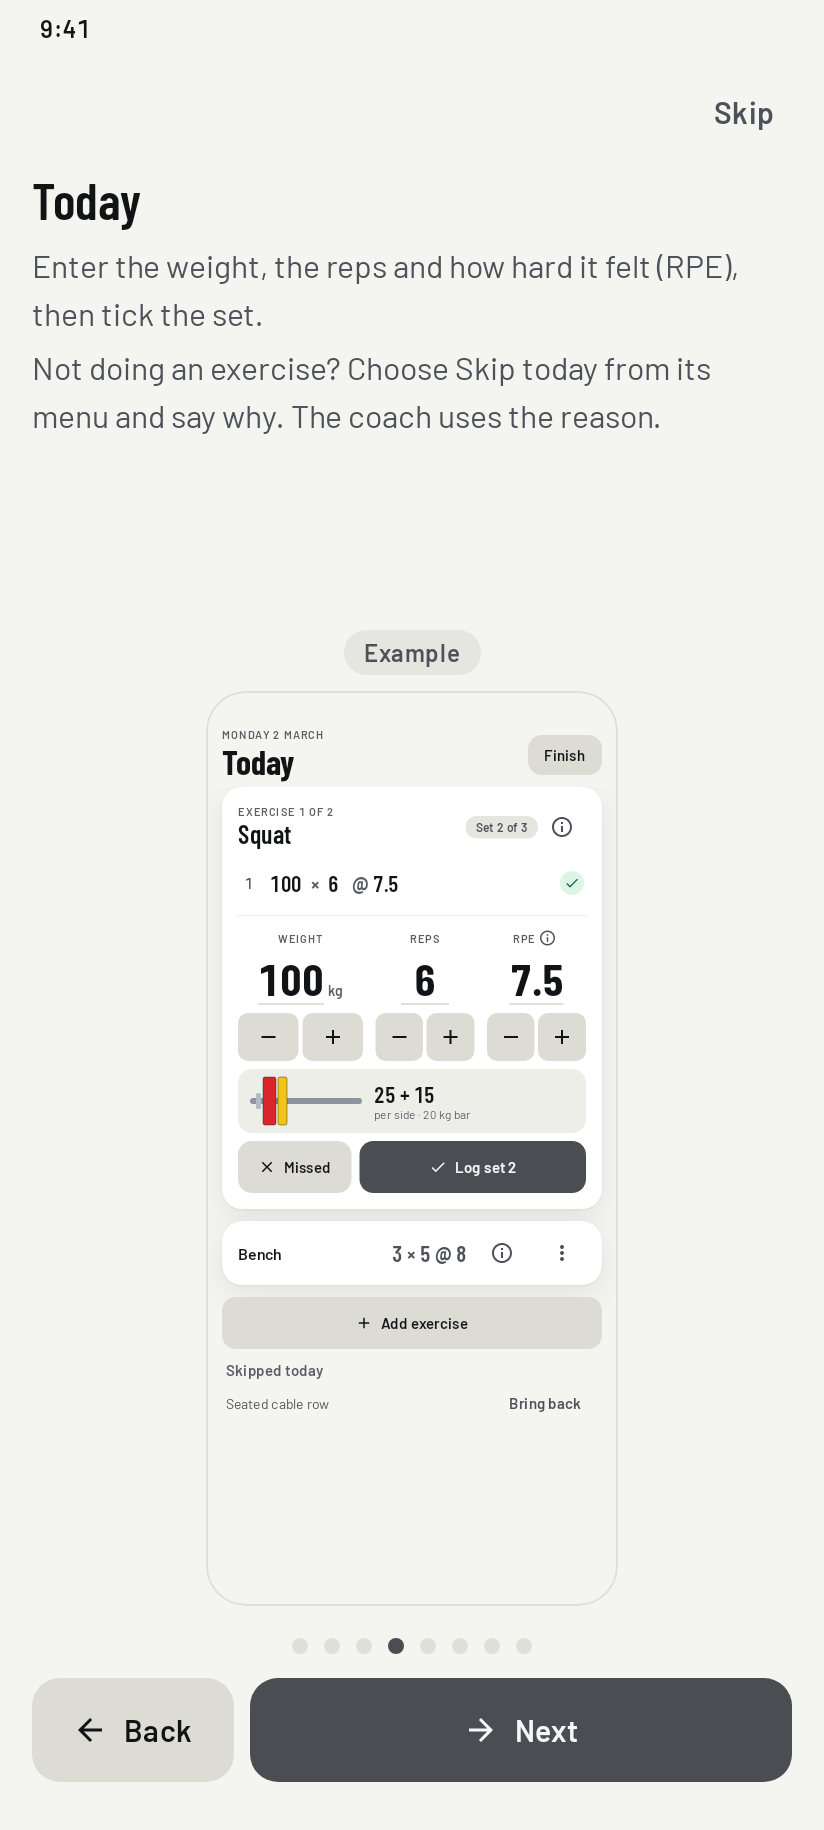 9:41
Skip
Today
Enter the weight, the reps and how hard it felt (RPE),
then tick the set.
Not doing an exercise? Choose Skip today from its
menu and say why. The coach uses the reason.
Example
MONDAY 2 MARCH
Today
Finish
EXERCISE 1 OF 2
Squat
Set 2 of 3
1 100 × 6 @ 7.5
WEIGHT REPS RPE
100 kg 6 7.5
25 + 15
per side · 20 kg bar
Missed
Log set 2
Bench 3 × 5 @ 8
Add exercise
Skipped today
Seated cable row Bring back
Back
Next